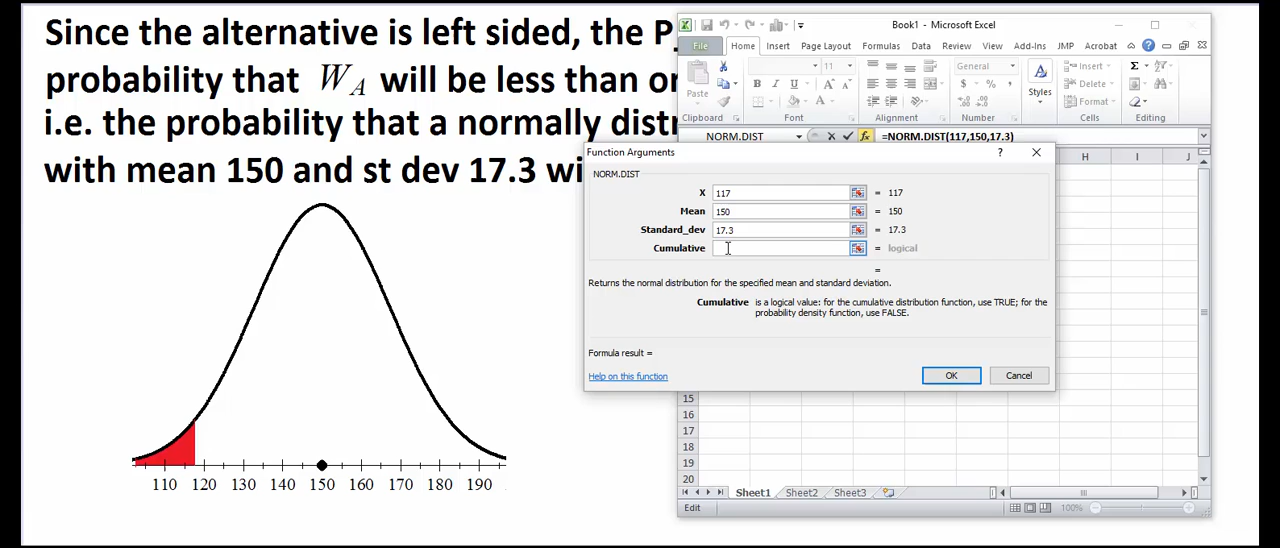 Since the alternative is left sided, the P
probability that W_A will be less than or
i.e. the probability that a normally distr
with mean 150 and st dev 17.3 wi
110 120 130 140 150 160 170 180 190
Book1 - Microsoft Excel
File Home Insert Page Layout Formulas Data Review View Add-Ins JMP Acrobat
Paste
Clipboard
11
B I U
A
Font
Alignment
General
$ % ,
Number
Styles
Insert
Delete
Format
Cells
Σ
Editing
NORM.DIST
fx =NORM.DIST(117,150,17.3)
H I J
Function Arguments
NORM.DIST
X 117 = 117
Mean 150 = 150
Standard_dev 17.3 = 17.3
Cumulative = logical
=
Returns the normal distribution for the specified mean and standard deviation.
Cumulative is a logical value: for the cumulative distribution function, use TRUE; for the
probability density function, use FALSE.
Formula result =
Help on this function
OK
Cancel
15
16
17
18
19
20
Sheet1 Sheet2 Sheet3
Edit
100%